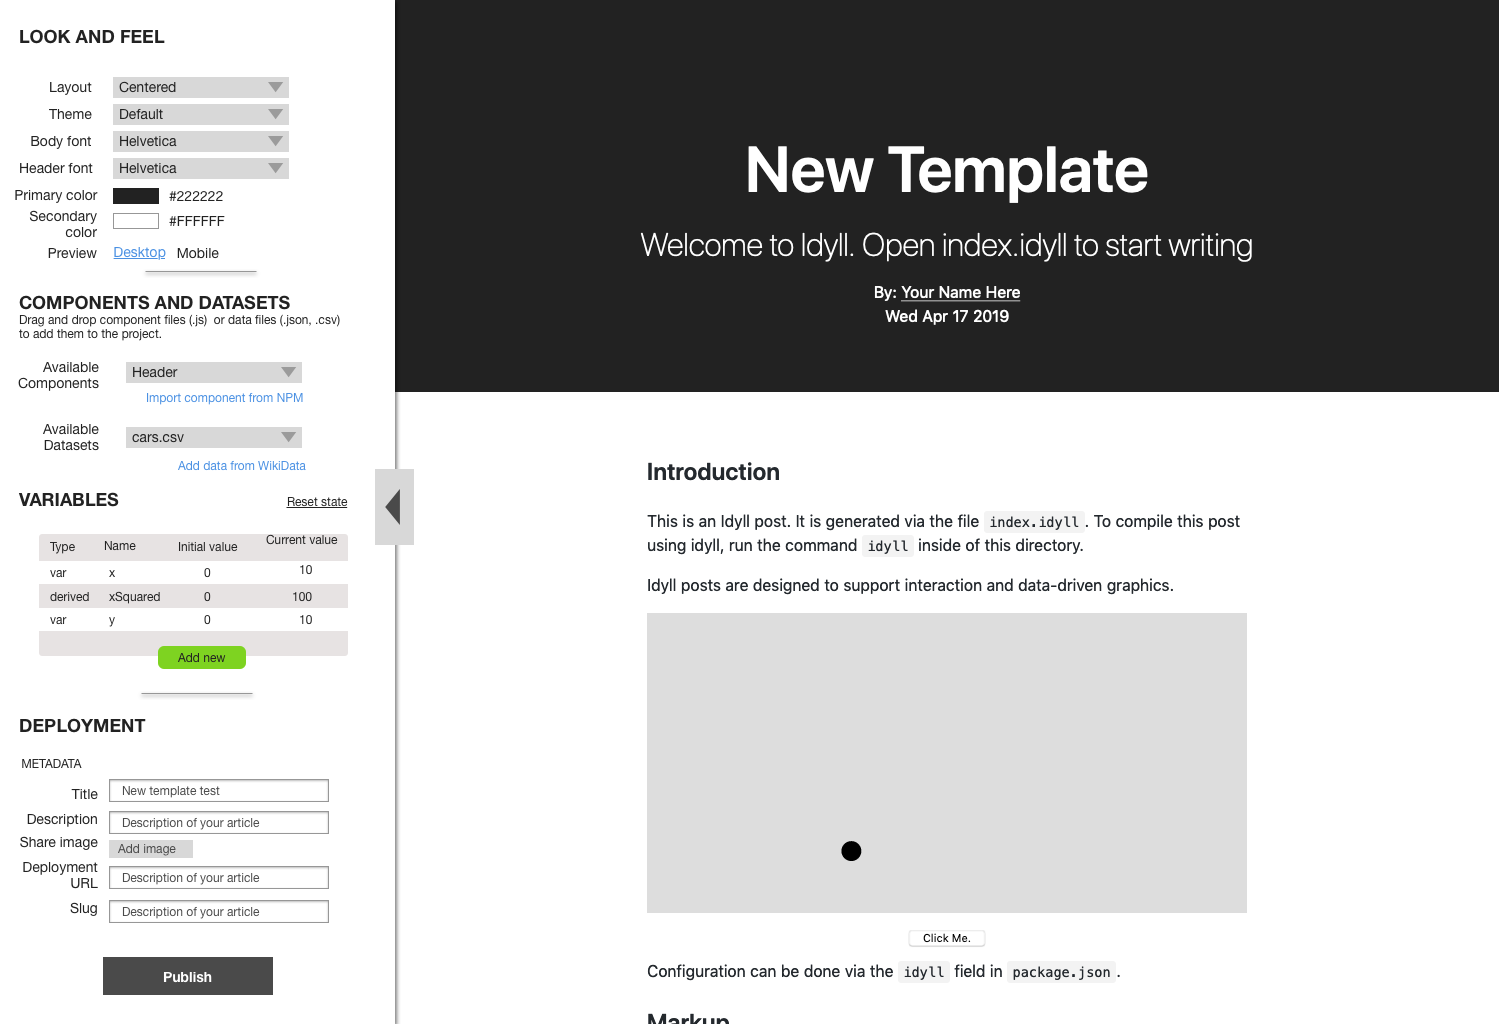 LOOK AND FEEL
Layout Centered
Theme Default
Body font Helvetica
Header font Helvetica
Primary color #222222
Secondary
color #FFFFFF
Preview Desktop Mobile
COMPONENTS AND DATASETS
Drag and drop component files (.js) or data files (.json, .csv)
to add them to the project.
Available
Components Header
Import component from NPM
Available
Datasets cars.csv
Add data from WikiData
VARIABLES Reset state
Type Name Initial value Current value
var x 0 10
derived xSquared 0 100
var y 0 10
Add new
DEPLOYMENT
METADATA
Title New template test
Description Description of your article
Share image Add image
Deployment
URL Description of your article
Slug Description of your article
Publish
New Template
Welcome to Idyll. Open index.idyll to start writing
By: Your Name Here
Wed Apr 17 2019
Introduction
This is an Idyll post. It is generated via the file index.idyll. To compile this post
using idyll, run the command idyll inside of this directory.
Idyll posts are designed to support interaction and data-driven graphics.
Click Me.
Configuration can be done via the idyll field in package.json.
Markup